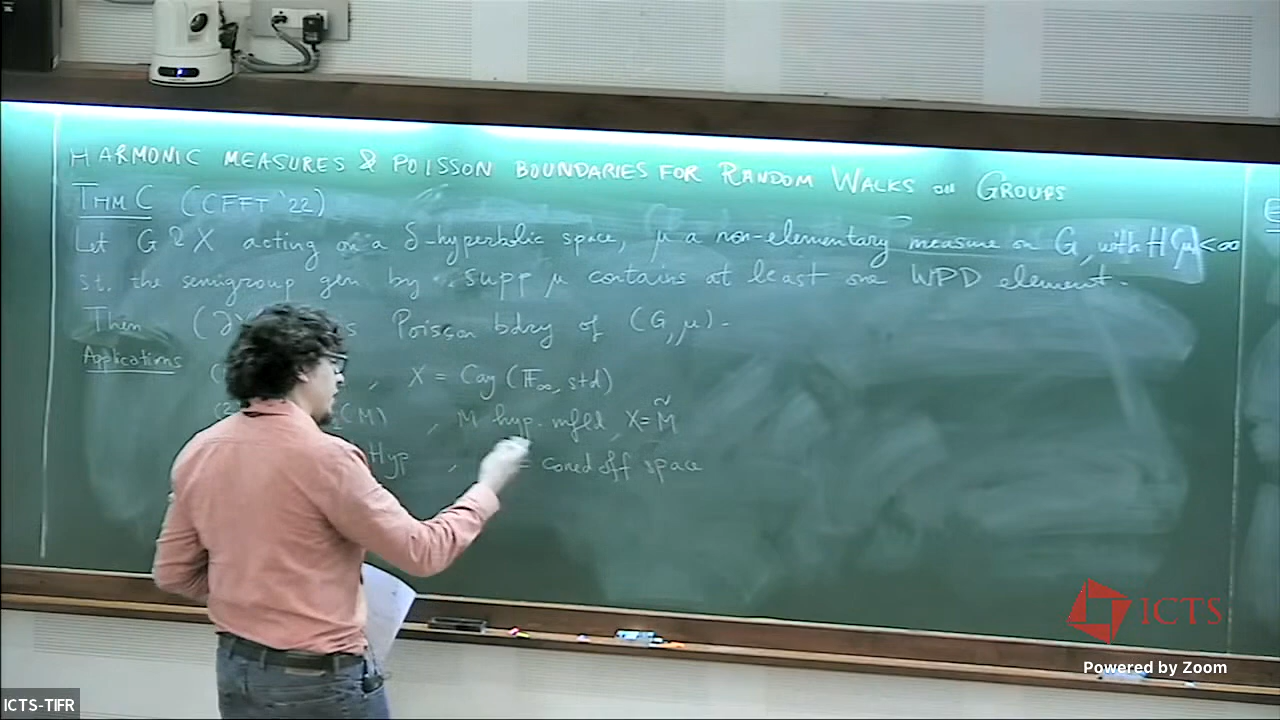 HARMONIC MEASURES & POISSON BOUNDARIES FOR RANDOM WALKS on GROUPS
THM C (CFFT '22)
Let G ↻ X acting on a δ-hyperbolic space, μ a non-elementary measure on G, with H(μ)<∞
st. the semigroup gen by supp μ contains at least one WPD element.
Then (∂X s Poisson bdry of (G, μ).
Applications
, X = Cay (F∞, std)
(2 (M) , M hyp. mfld, X = M̃
Hyp , = coned off space
ICTS
Powered by Zoom
ICTS-TIFR